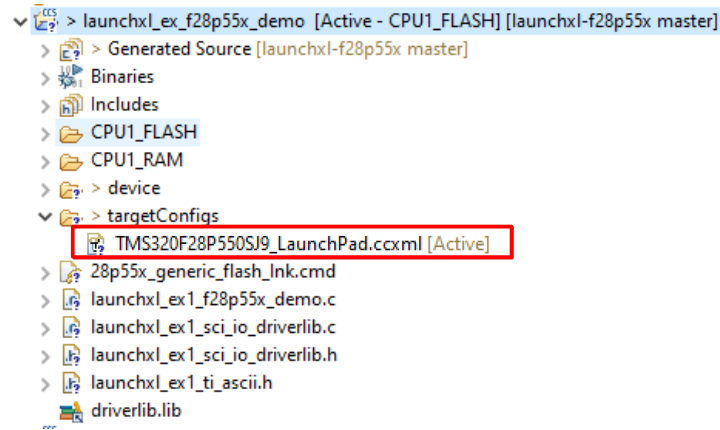 > launchxl_ex_f28p55x_demo [Active - CPU1_FLASH] [launchxl-f28p55x master]
> Generated Source [launchxl-f28p55x master]
Binaries
Includes
CPU1_FLASH
CPU1_RAM
> device
> targetConfigs
TMS320F28P550SJ9_LaunchPad.ccxml [Active]
28p55x_generic_flash_lnk.cmd
launchxl_ex1_f28p55x_demo.c
launchxl_ex1_sci_io_driverlib.c
launchxl_ex1_sci_io_driverlib.h
launchxl_ex1_ti_ascii.h
driverlib.lib